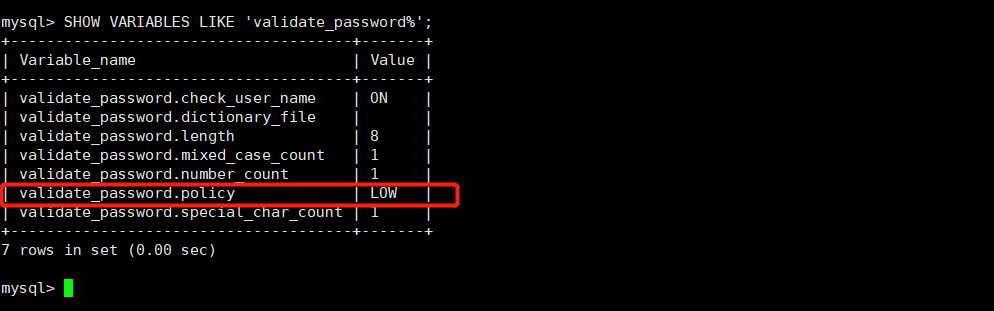 mysql> SHOW VARIABLES LIKE 'validate_password%';
+--------------------------------------+-------+
| Variable_name                        | Value |
+--------------------------------------+-------+
| validate_password.check_user_name    | ON    |
| validate_password.dictionary_file    |       |
| validate_password.length             | 8     |
| validate_password.mixed_case_count   | 1     |
| validate_password.number_count       | 1     |
| validate_password.policy             | LOW   |
| validate_password.special_char_count | 1     |
+--------------------------------------+-------+
7 rows in set (0.00 sec)
mysql>